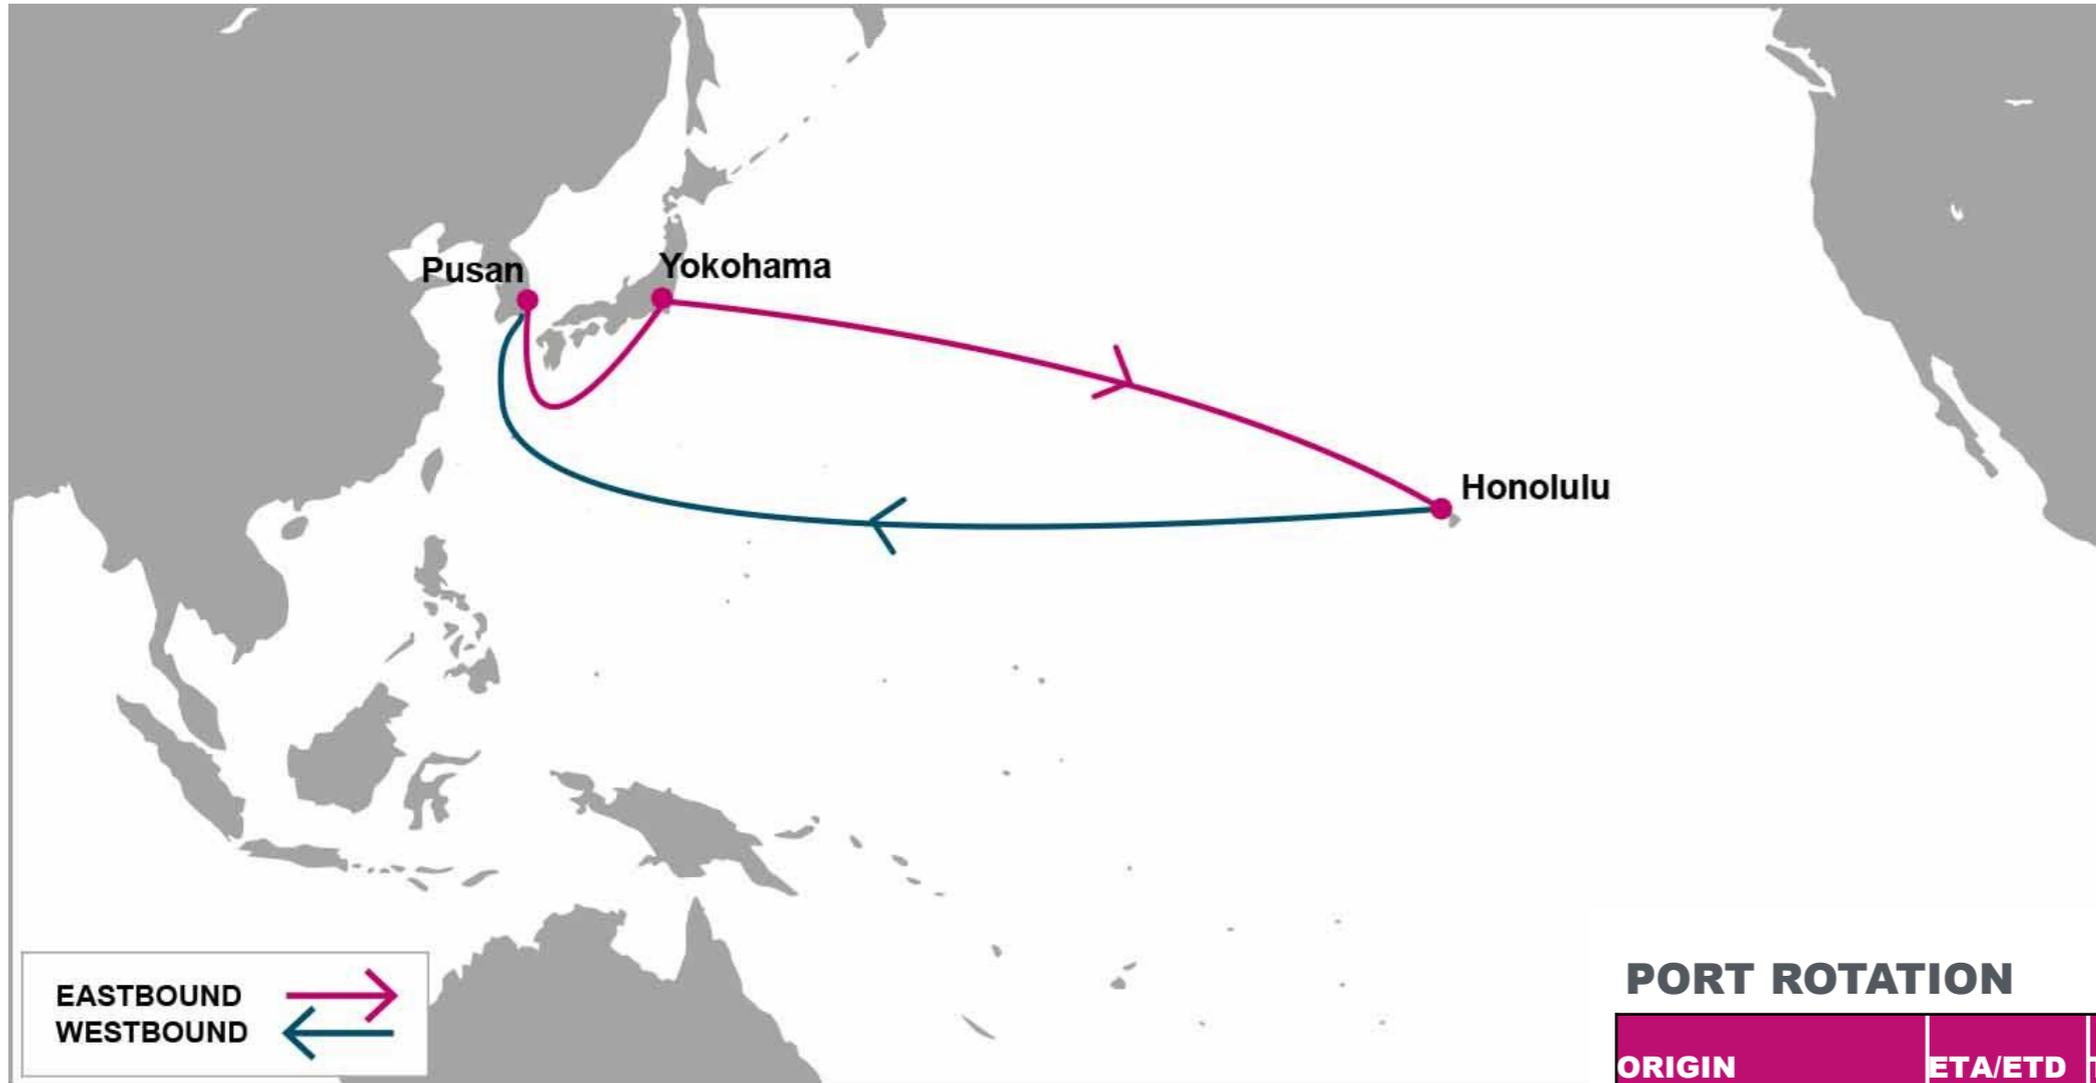 Pusan
Yokohama
Honolulu
EASTBOUND
WESTBOUND
PORT ROTATION
ORIGIN ETA/ETD